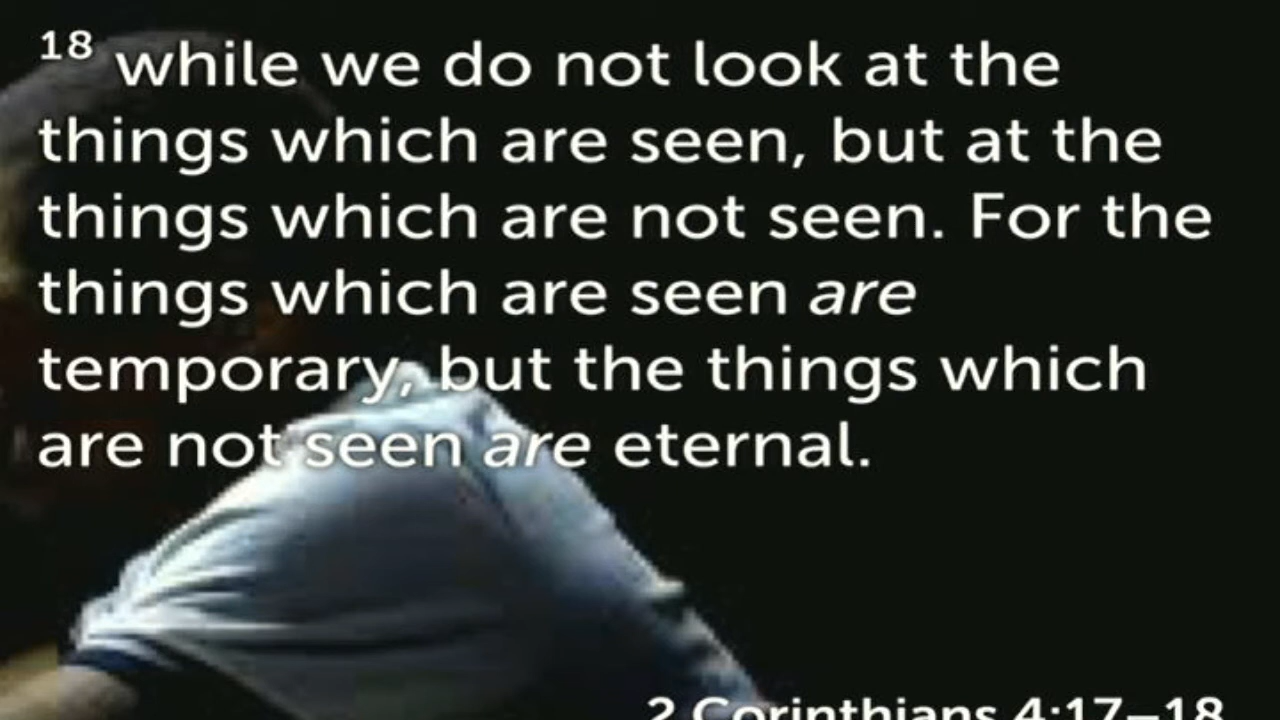 18 while we do not look at the
things which are seen, but at the
things which are not seen. For the
things which are seen are
temporary, but the things which
are not seen are eternal.
2 Corinthians 4:17–18